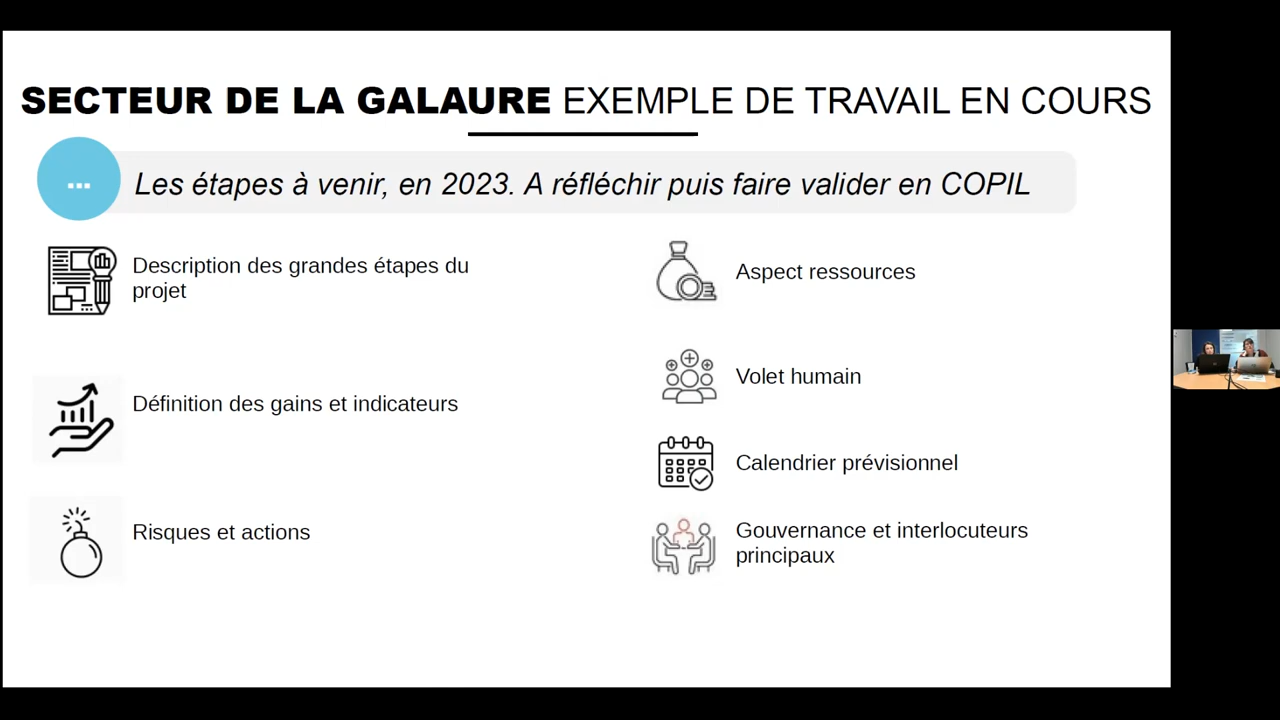 SECTEUR DE LA GALAURE EXEMPLE DE TRAVAIL EN COURS
...
Les étapes à venir, en 2023. A réfléchir puis faire valider en COPIL
Description des grandes étapes du
projet
Définition des gains et indicateurs
Risques et actions
Aspect ressources
Volet humain
Calendrier prévisionnel
Gouvernance et interlocuteurs
principaux